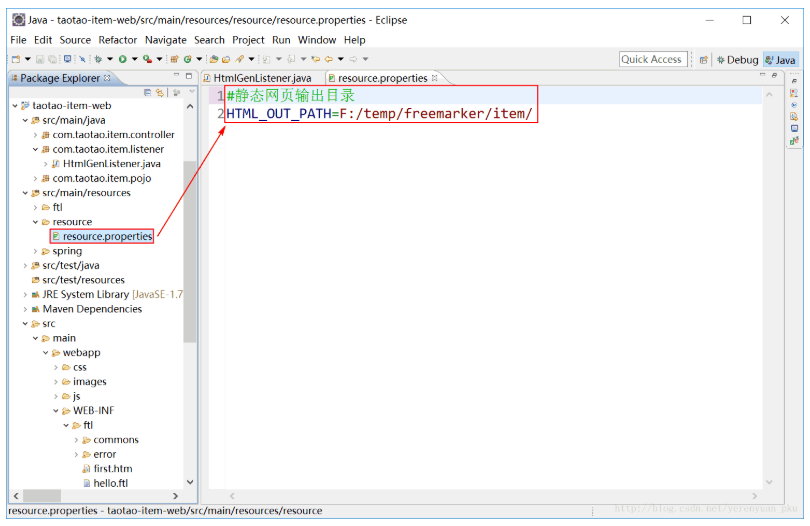 Java - taotao-item-web/src/main/resources/resource/resource.properties - Eclipse
File Edit Source Refactor Navigate Search Project Run Window Help
Quick Access Debug Java
Package Explorer
HtmlGenListener.java resource.properties
taotao-item-web
src/main/java
com.taotao.item.controller
com.taotao.item.listener
HtmlGenListener.java
com.taotao.item.pojo
src/main/resources
ftl
resource
resource.properties
spring
src/test/java
src/test/resources
JRE System Library [JavaSE-1.7
Maven Dependencies
src
main
webapp
css
images
js
WEB-INF
ftl
commons
error
first.htm
hello.ftl
1 #静态网页输出目录
2 HTML_OUT_PATH=F:/temp/freemarker/item/
resource.properties - taotao-item-web/src/main/resources/resource
http://blog.csdn.net/yerenyuan_pku